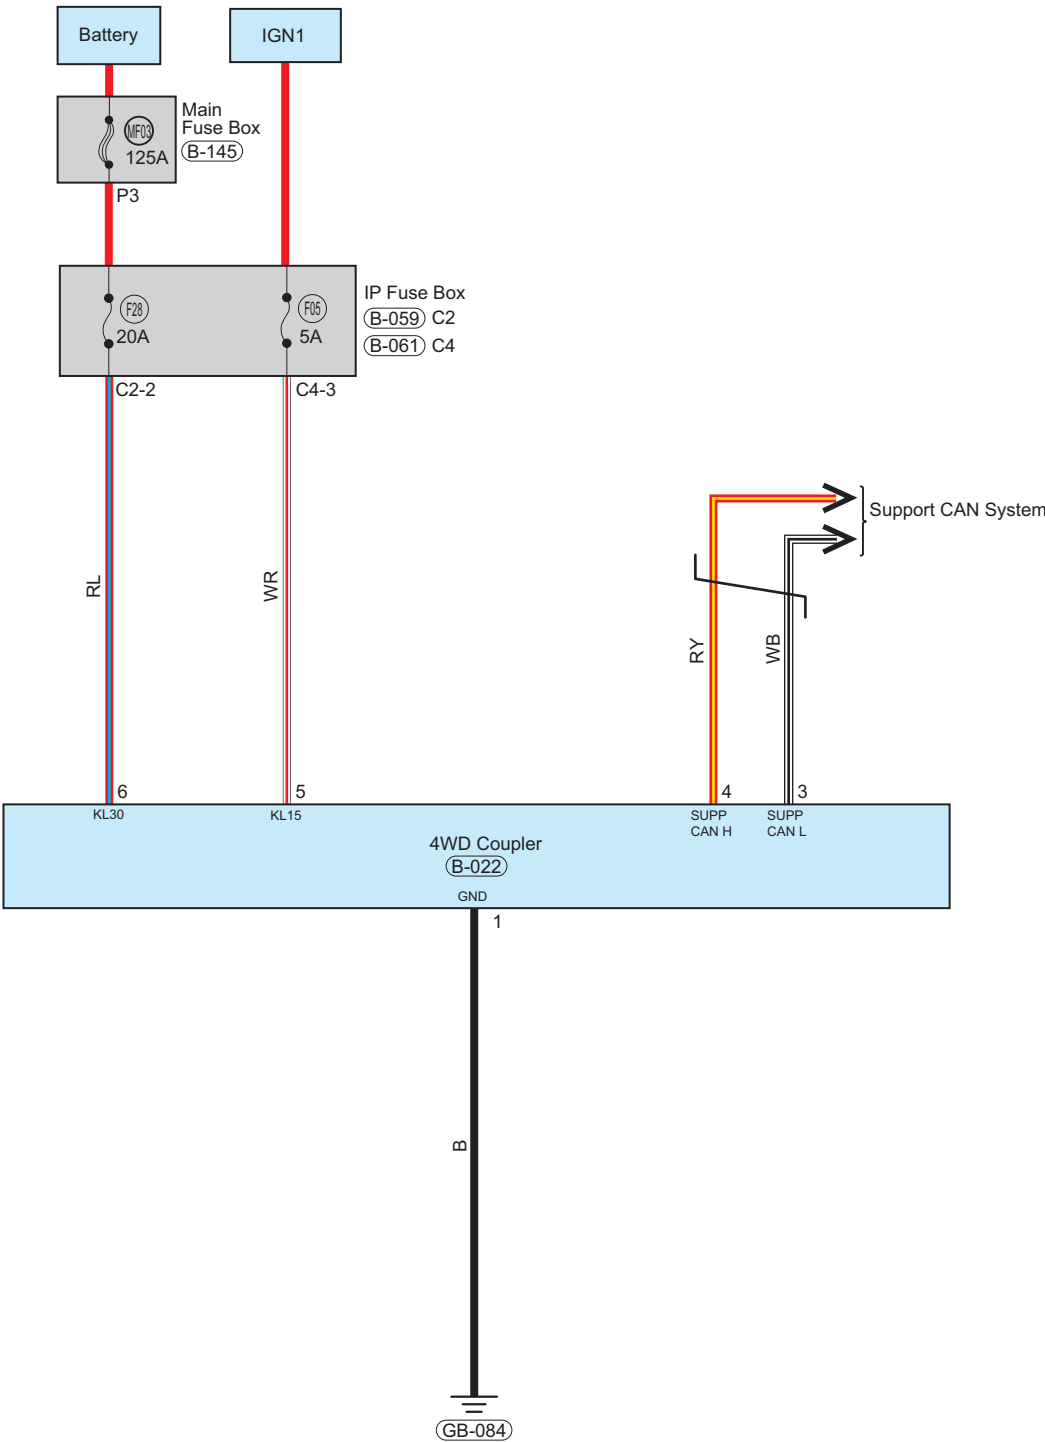 Battery
IGN1
Main
Fuse Box
B-145
MF03
125A
P3
IP Fuse Box
B-059 C2
B-061 C4
F28
20A
F05
5A
C2-2
C4-3
Support CAN System
RL
WR
RY
WB
6
5
4
3
KL30
KL15
SUPP
CAN H
SUPP
CAN L
4WD Coupler
B-022
GND
1
B
GB-084